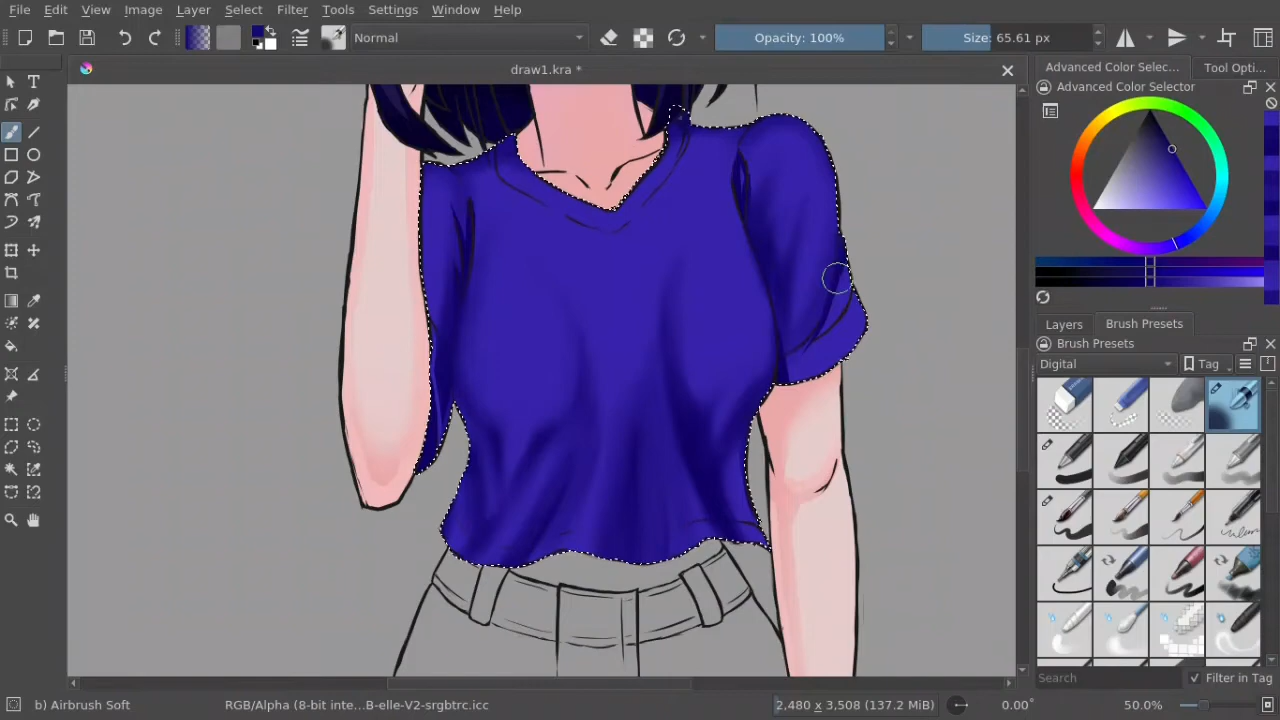 File Edit View Image Layer Select Filter Tools Settings Window Help
Normal Opacity: 100% Size: 65.61 px
draw1.kra *
Advanced Color Selec... Tool Opti...
Advanced Color Selector
Layers Brush Presets
Brush Presets
Digital Tag
Search Filter in Tag
b) Airbrush Soft RGB/Alpha (8-bit inte...B-elle-V2-srgbtrc.icc 2,480 x 3,508 (137.2 MiB) 0.00° 50.0%